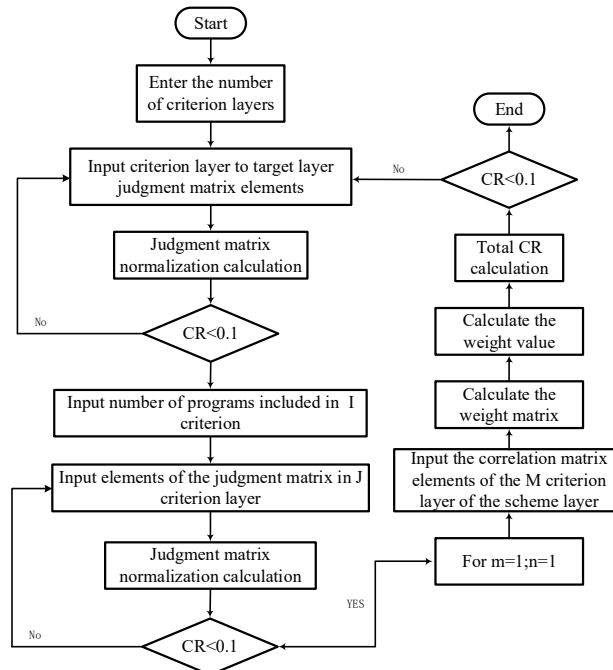 Start
Enter the number
of criterion layers
Input criterion layer to target layer
judgment matrix elements
Judgment matrix
normalization calculation
No
CR<0.1
Input number of programs included in I
criterion
Input elements of the judgment matrix in J
criterion layer
Judgment matrix
normalization calculation
No
CR<0.1
YES
For m=1;n=1
Input the correlation matrix
elements of the M criterion
layer of the scheme layer
Calculate the
weight matrix
Calculate the
weight value
Total CR
calculation
CR<0.1
No
End